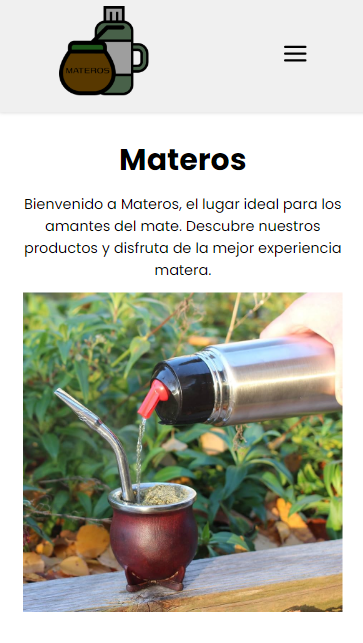 MATEROS
Materos
Bienvenido a Materos, el lugar ideal para los
amantes del mate. Descubre nuestros
productos y disfruta de la mejor experiencia
matera.